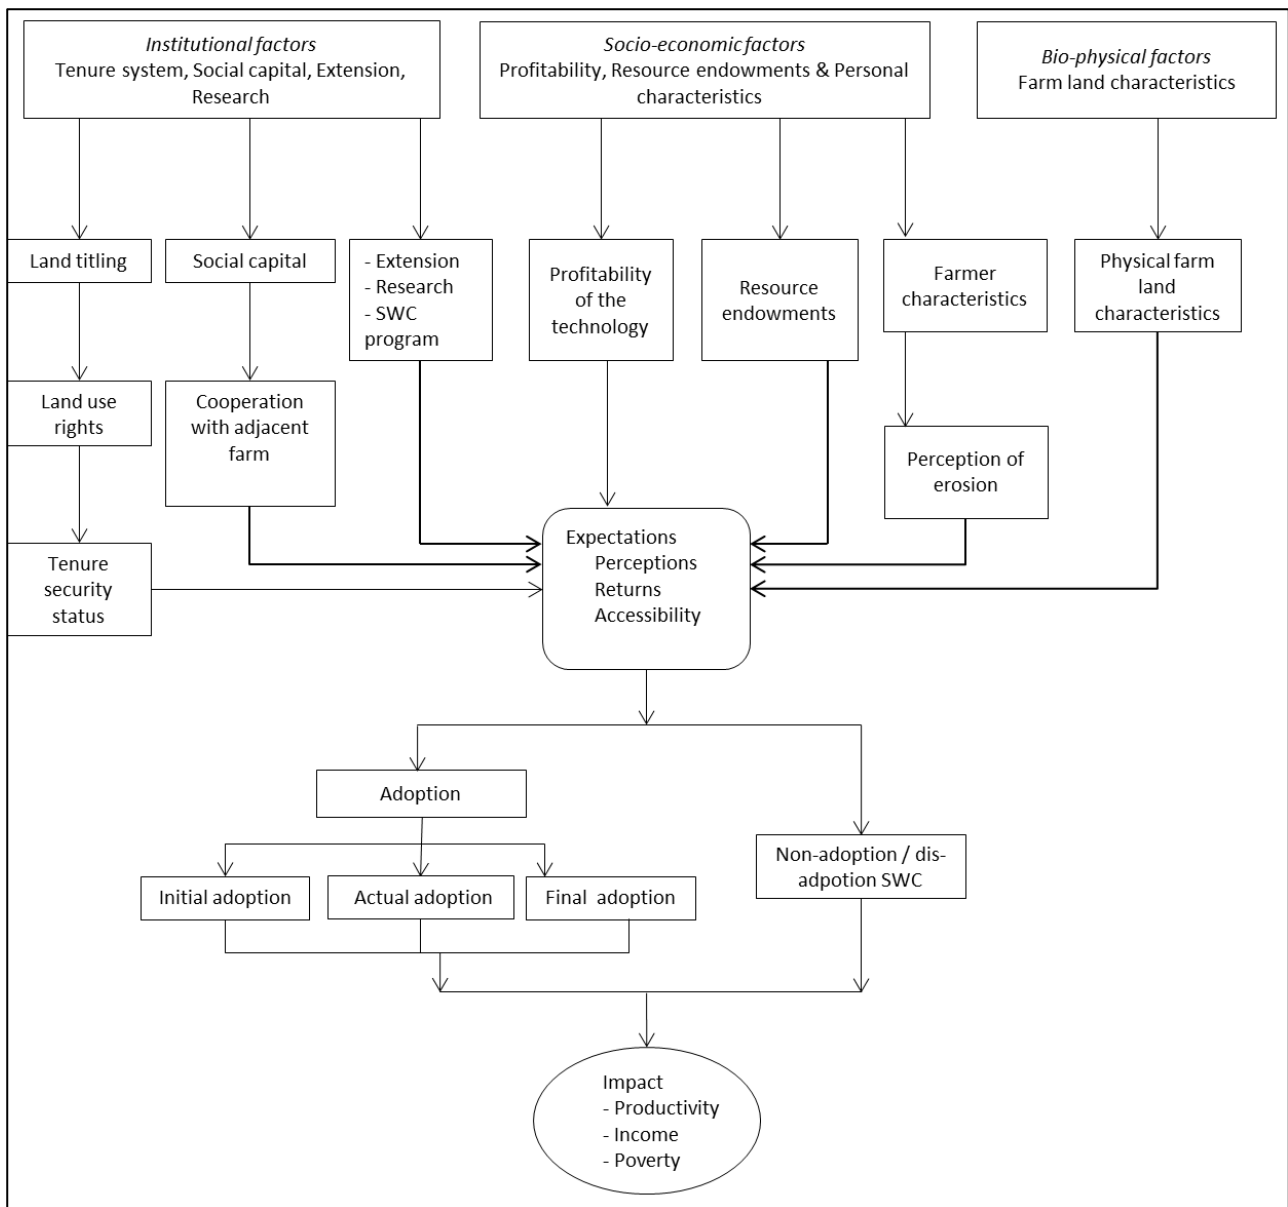 Institutional factors
Tenure system, Social capital, Extension,
Research
Socio-economic factors
Profitability, Resource endowments & Personal
characteristics
Bio-physical factors
Farm land characteristics
Land titling
Social capital
- Extension
- Research
- SWC
program
Profitability
of the
technology
Resource
endowments
Farmer
characteristics
Physical farm
land
characteristics
Land use
rights
Cooperation
with adjacent
farm
Perception of
erosion
Tenure
security
status
Expectations
Perceptions
Returns
Accessibility
Adoption
Non-adoption / dis-
adpotion SWC
Initial adoption
Actual adoption
Final adoption
Impact
- Productivity
- Income
- Poverty